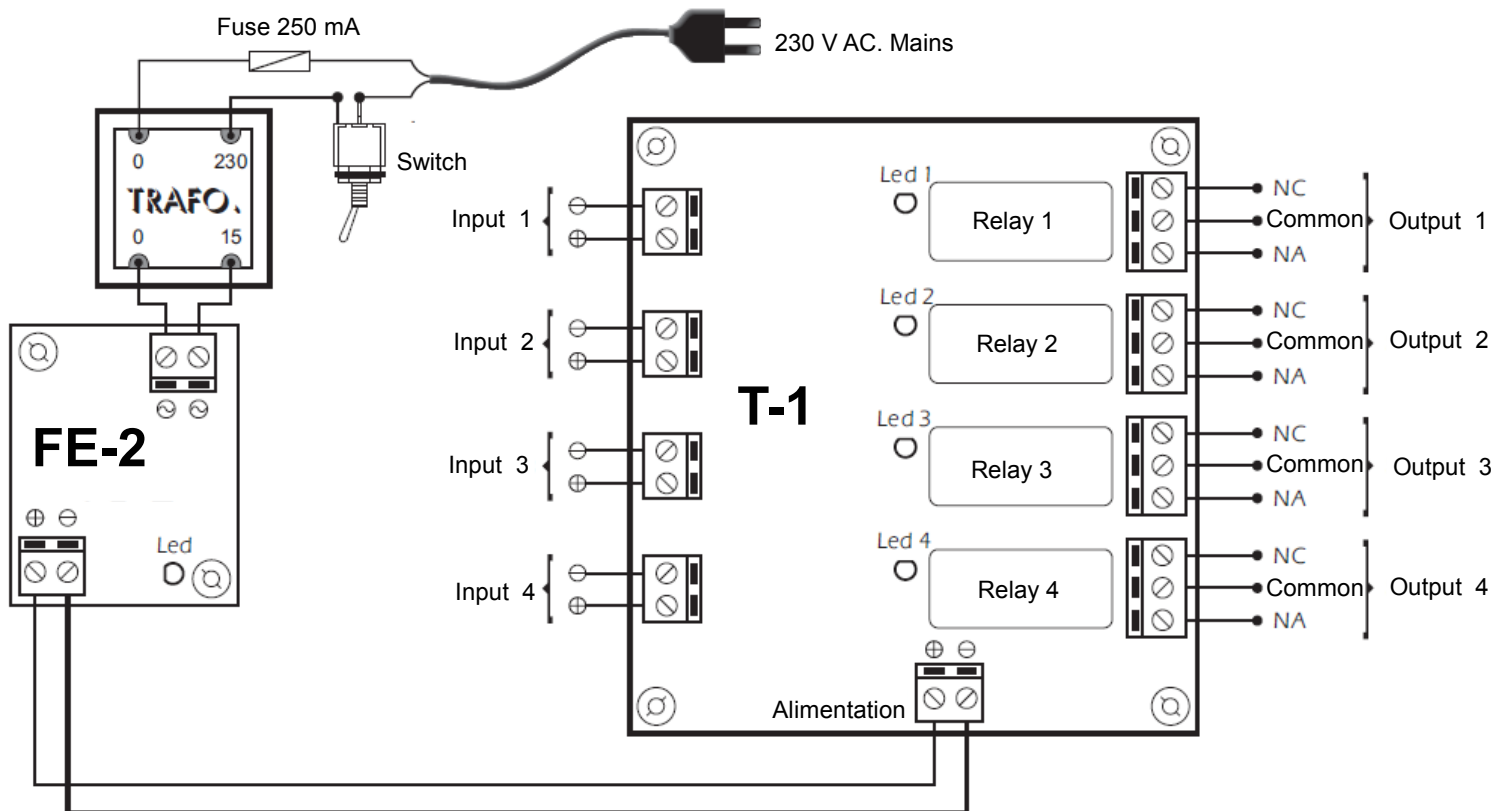 Fuse 250 mA
230 V AC. Mains
0 230
TRAFO.
0 15
Switch
FE-2
⊕ ⊖
Led
T-1
Input 1
⊖
⊕
Input 2
⊖
⊕
Input 3
⊖
⊕
Input 4
⊖
⊕
Led 1
Relay 1
NC
Common
NA
Output 1
Led 2
Relay 2
NC
Common
NA
Output 2
Led 3
Relay 3
NC
Common
NA
Output 3
Led 4
Relay 4
NC
Common
NA
Output 4
⊕ ⊖
Alimentation